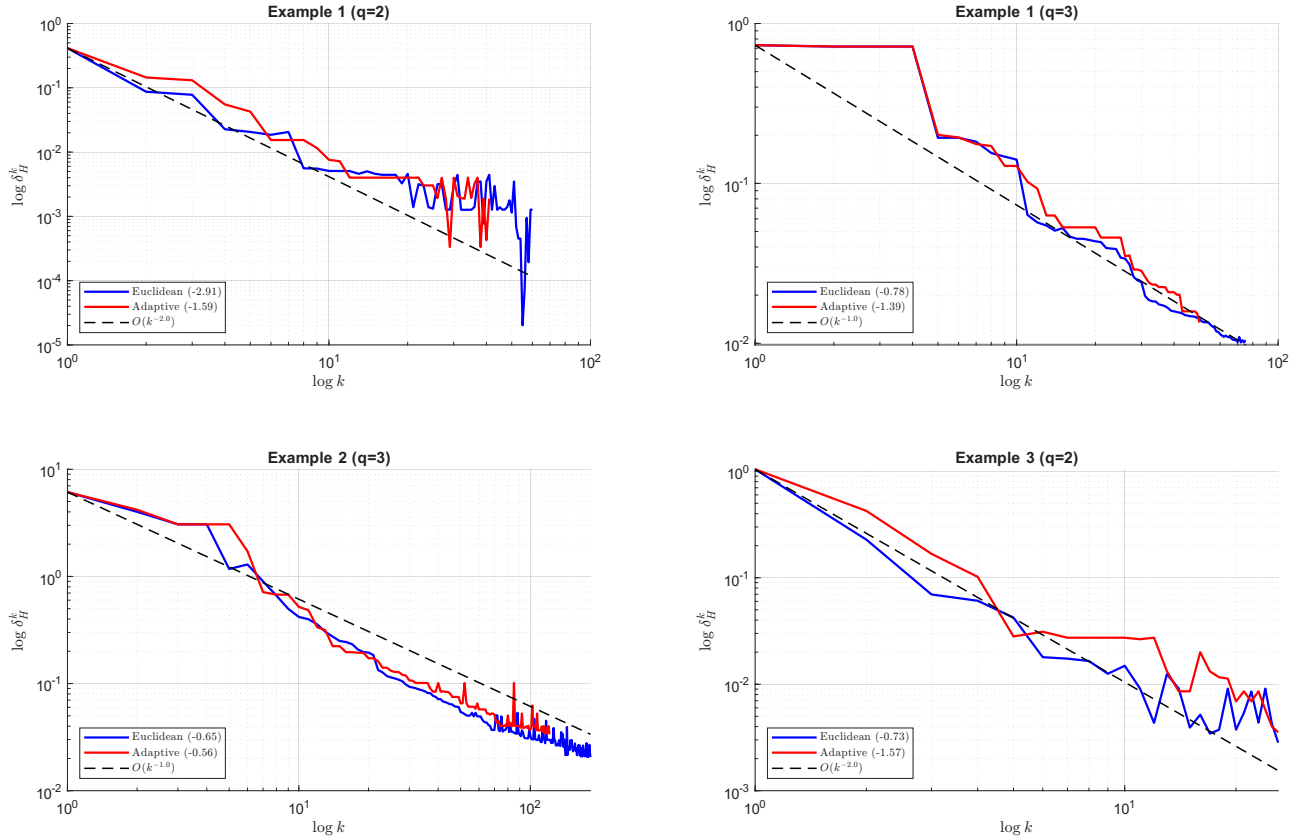 Example 1 (q=2)
10^0
10^-1
10^-2
10^-3
10^-4
10^-5
log δ_H^k
Euclidean (-2.91)
Adaptive (-1.59)
O(k^-2.0)
10^0
10^1
10^2
log k
Example 1 (q=3)
10^-1
10^-2
log δ_H^k
Euclidean (-0.78)
Adaptive (-1.39)
O(k^-1.0)
10^0
10^1
10^2
log k
Example 2 (q=3)
10^1
10^0
10^-1
10^-2
log δ_H^k
Euclidean (-0.65)
Adaptive (-0.56)
O(k^-1.0)
10^0
10^1
10^2
log k
Example 3 (q=2)
10^0
10^-1
10^-2
10^-3
log δ_H^k
Euclidean (-0.73)
Adaptive (-1.57)
O(k^-2.0)
10^0
10^1
log k